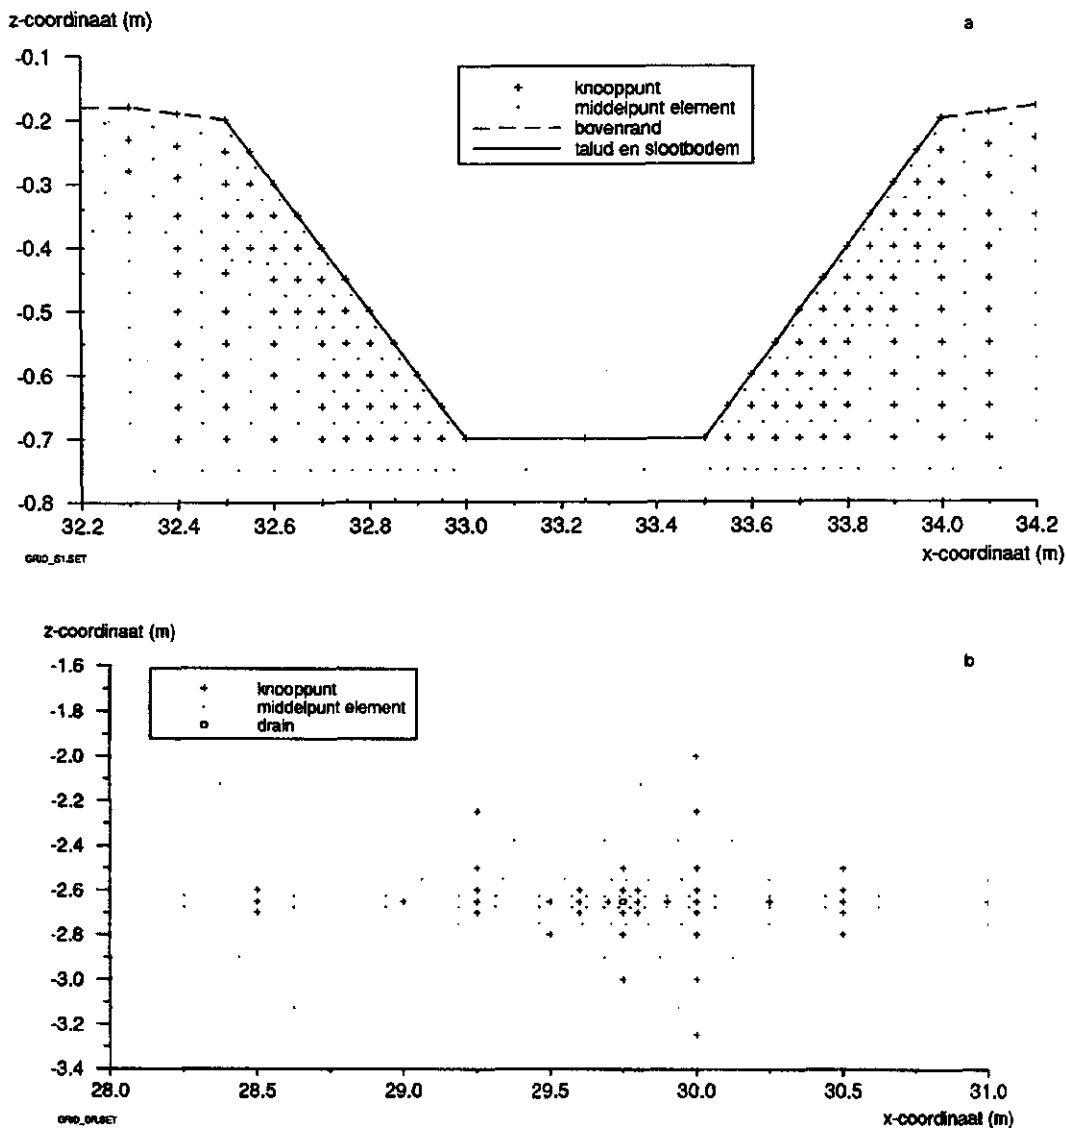 z-coordinaat (m)
a
-0.1
-0.2
-0.3
-0.4
-0.5
-0.6
-0.7
-0.8
knooppunt
middelpunt element
bovenrand
talud en slootbodem
32.2 32.4 32.6 32.8 33.0 33.2 33.4 33.6 33.8 34.0 34.2
GRID_S1.SET
x-coordinaat (m)
z-coordinaat (m)
b
-1.6
-1.8
-2.0
-2.2
-2.4
-2.6
-2.8
-3.0
-3.2
-3.4
knooppunt
middelpunt element
drain
28.0 28.5 29.0 29.5 30.0 30.5 31.0
x-coordinaat (m)